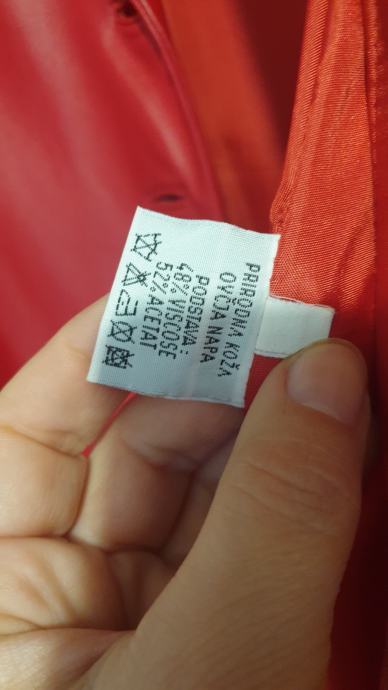 PRIRODNA KOŽA
OVČJA NAPA
PODSTAVA:
48% VISCOSE
52% ACETAT